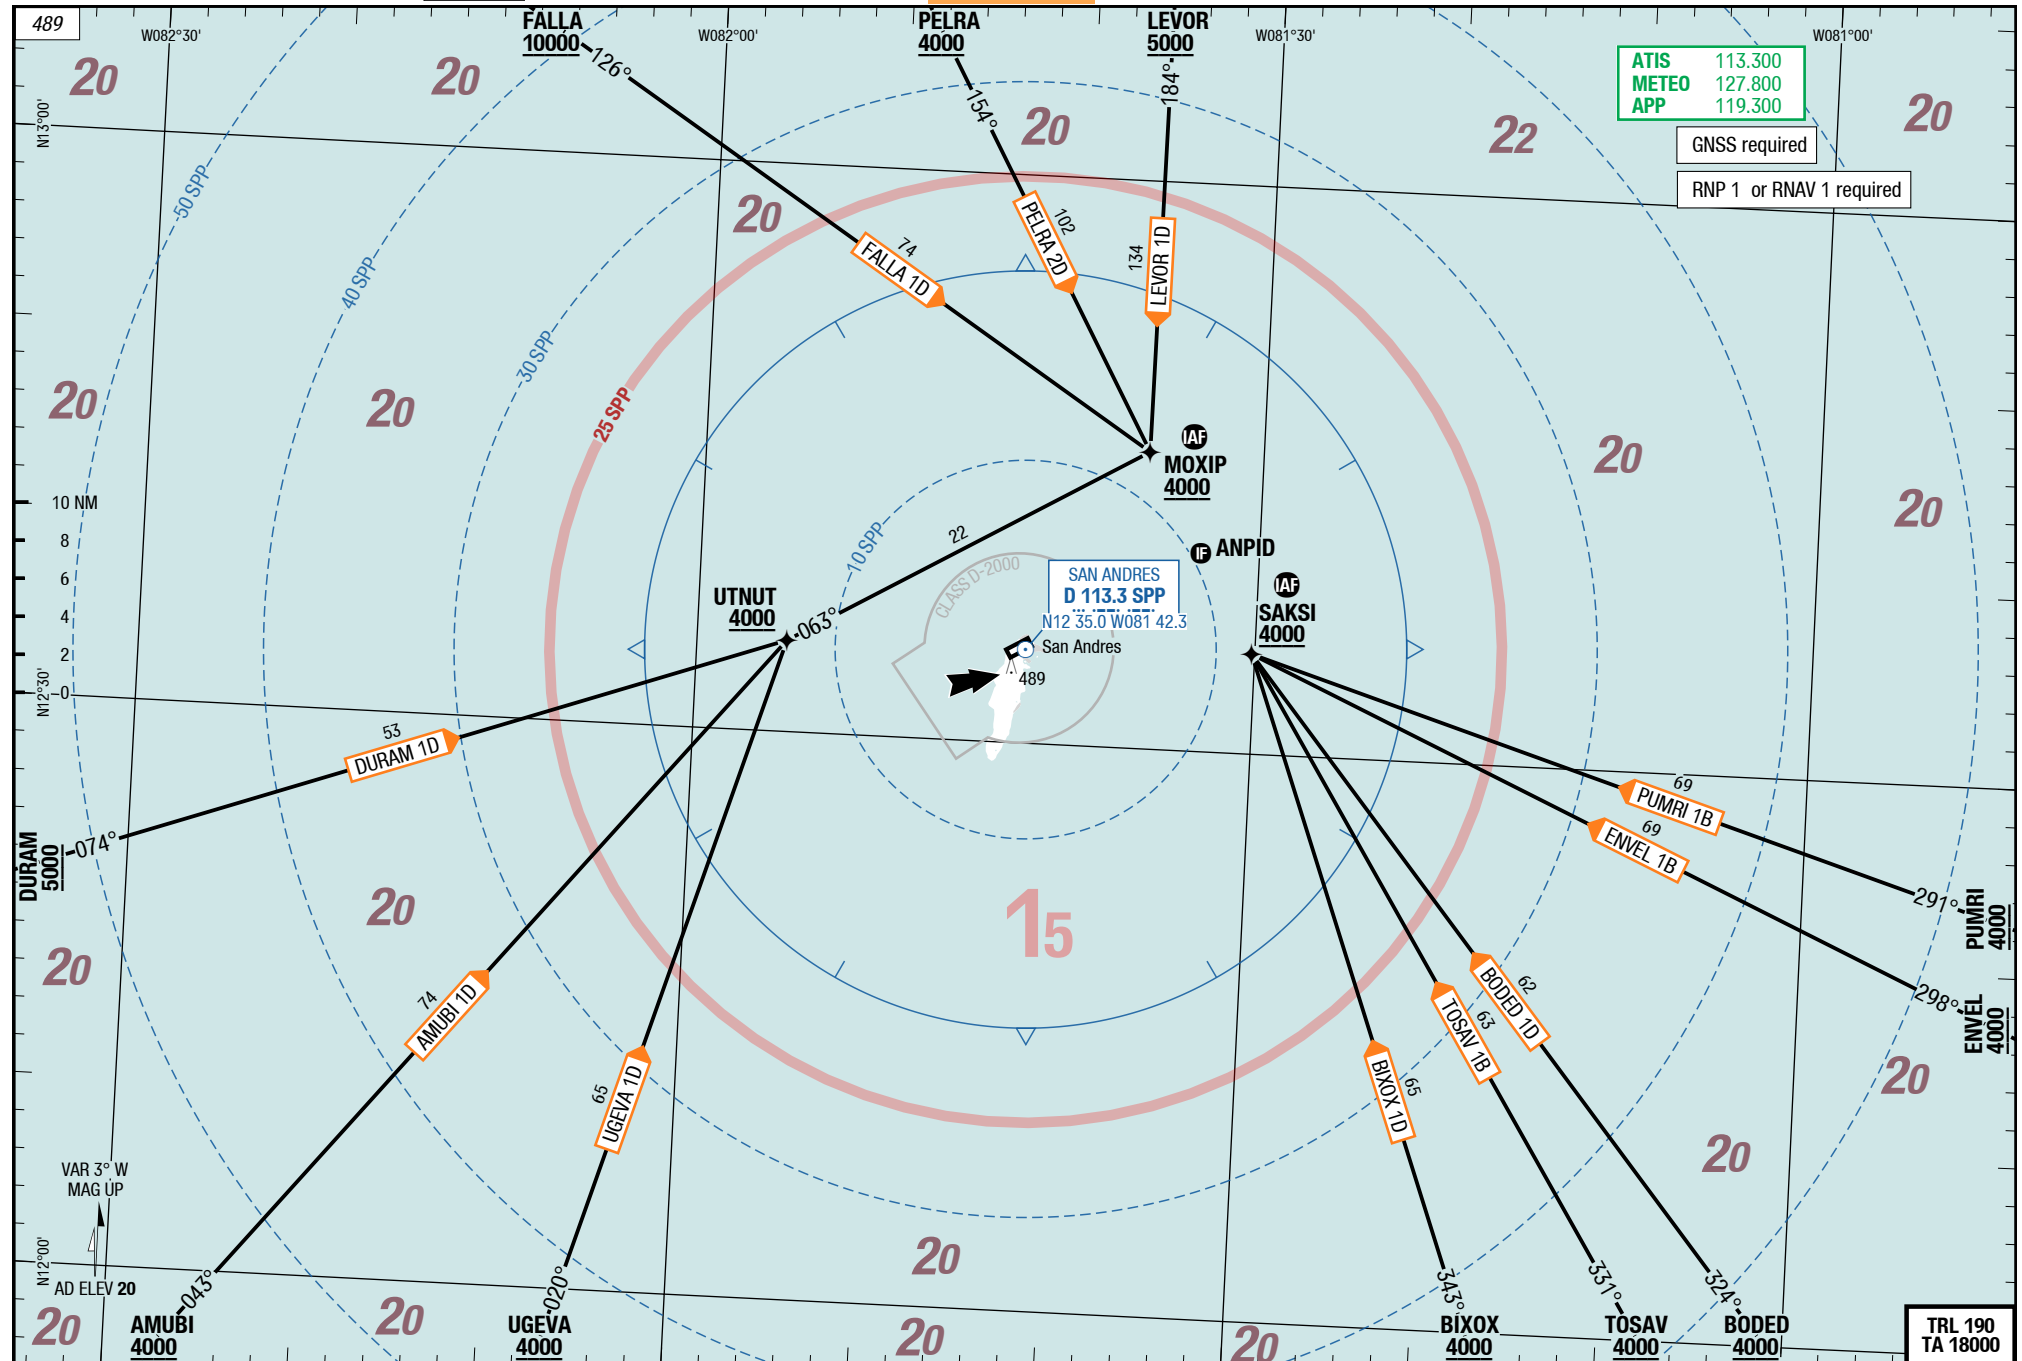 489
W082°30'
FALLA
10000
W082°00'
PELRA
4000
LEVOR
5000
W081°30'
W081°00'
ATIS 113.300
METEO 127.800
APP 119.300
GNSS required
RNP 1 or RNAV 1 required
20
20
20
22
20
126°
154°
184°
N13°00'
50 SPP
40 SPP
30 SPP
25 SPP
20
74
FALLA 1D
102
PELRA 2D
134
LEVOR 1D
20
20
20
20
IAF
MOXIP
4000
10 NM
8
6
4
2
0
N12°30'
22
10 SPP
CLASS D-2000
IF ANPID
SAN ANDRES
D 113.3 SPP
N12 35.0 W081 42.3
San Andres
489
IAF
SAKSI
4000
UTNUT
4000
063°
53
DURAM 1D
074°
DURAM
5000
69
PUMRI 1B
69
ENVEL 1B
291°
PUMRI
4000
298°
ENVEL
4000
20
20
15
74
AMUBI 1D
65
UGEVA 1D
65
BIXOX 1D
63
TOSAV 1B
62
BODED 1D
20
20
VAR 3° W
MAG UP
N12°00'
AD ELEV 20
20
20
20
20
20
043°
AMUBI
4000
020°
UGEVA
4000
343°
BIXOX
4000
331°
TOSAV
4000
324°
BODED
4000
TRL 190
TA 18000